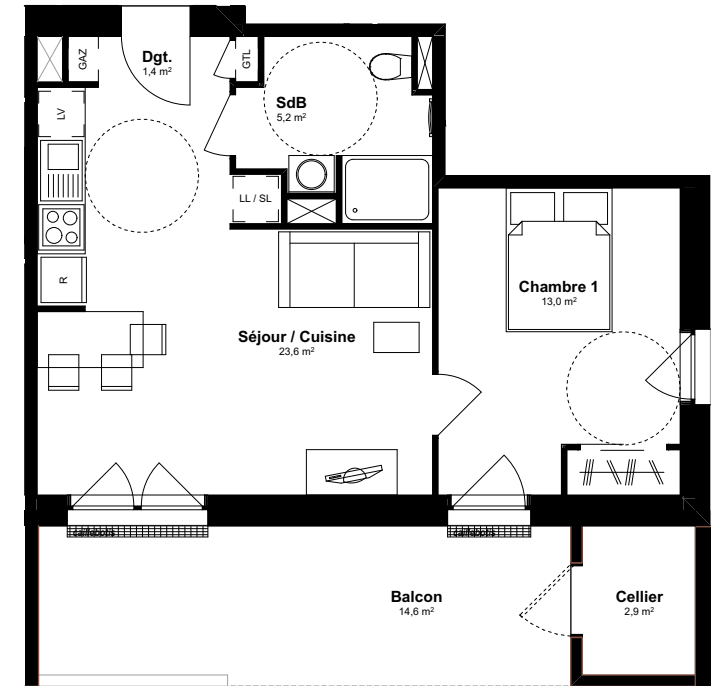 GAZ
Dgt.
1,4 m²
GTL
LV
SdB
5,2 m²
LL / SL
R
Chambre 1
13,0 m²
Séjour / Cuisine
23,6 m²
caillebotis
caillebotis
Balcon
14,6 m²
Cellier
2,9 m²